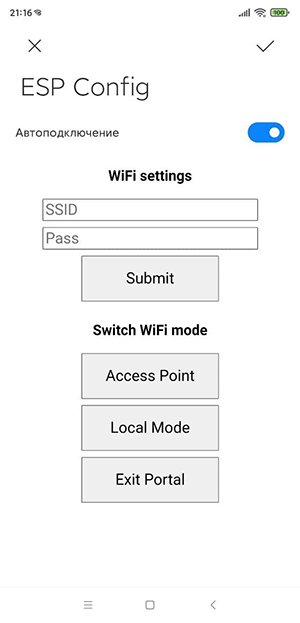 21:16
100
ESP Config
Автоподключение
WiFi settings
SSID
Pass
Submit
Switch WiFi mode
Access Point
Local Mode
Exit Portal